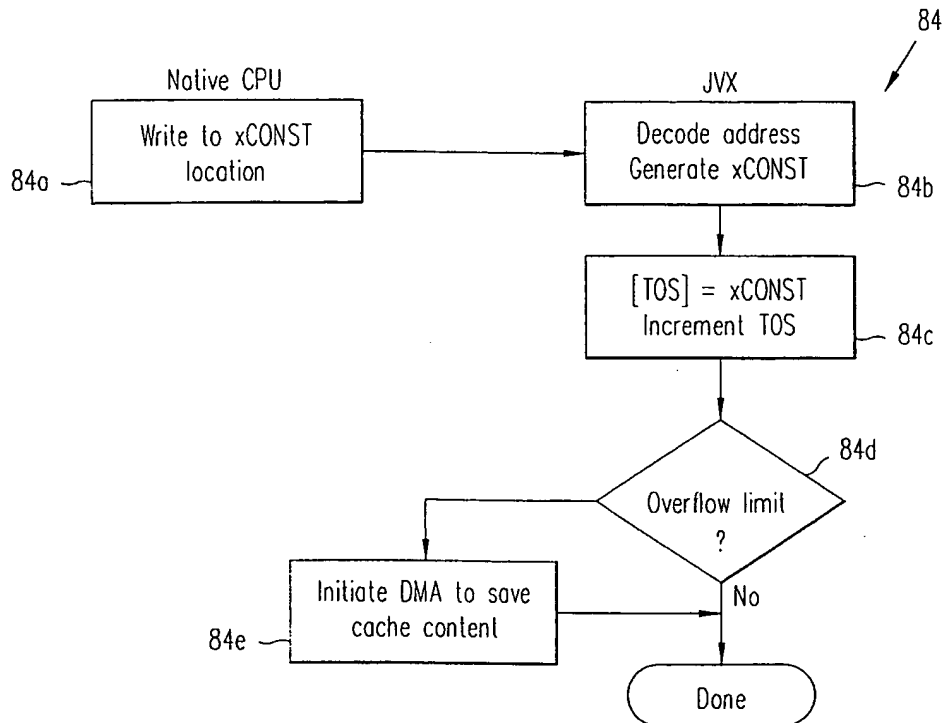 84
Native CPU
JVX
Write to xCONST
location
84a
Decode address
Generate xCONST
84b
[TOS] = xCONST
Increment TOS
84c
84d
Overflow limit
?
Initiate DMA to save
cache content
84e
No
Done